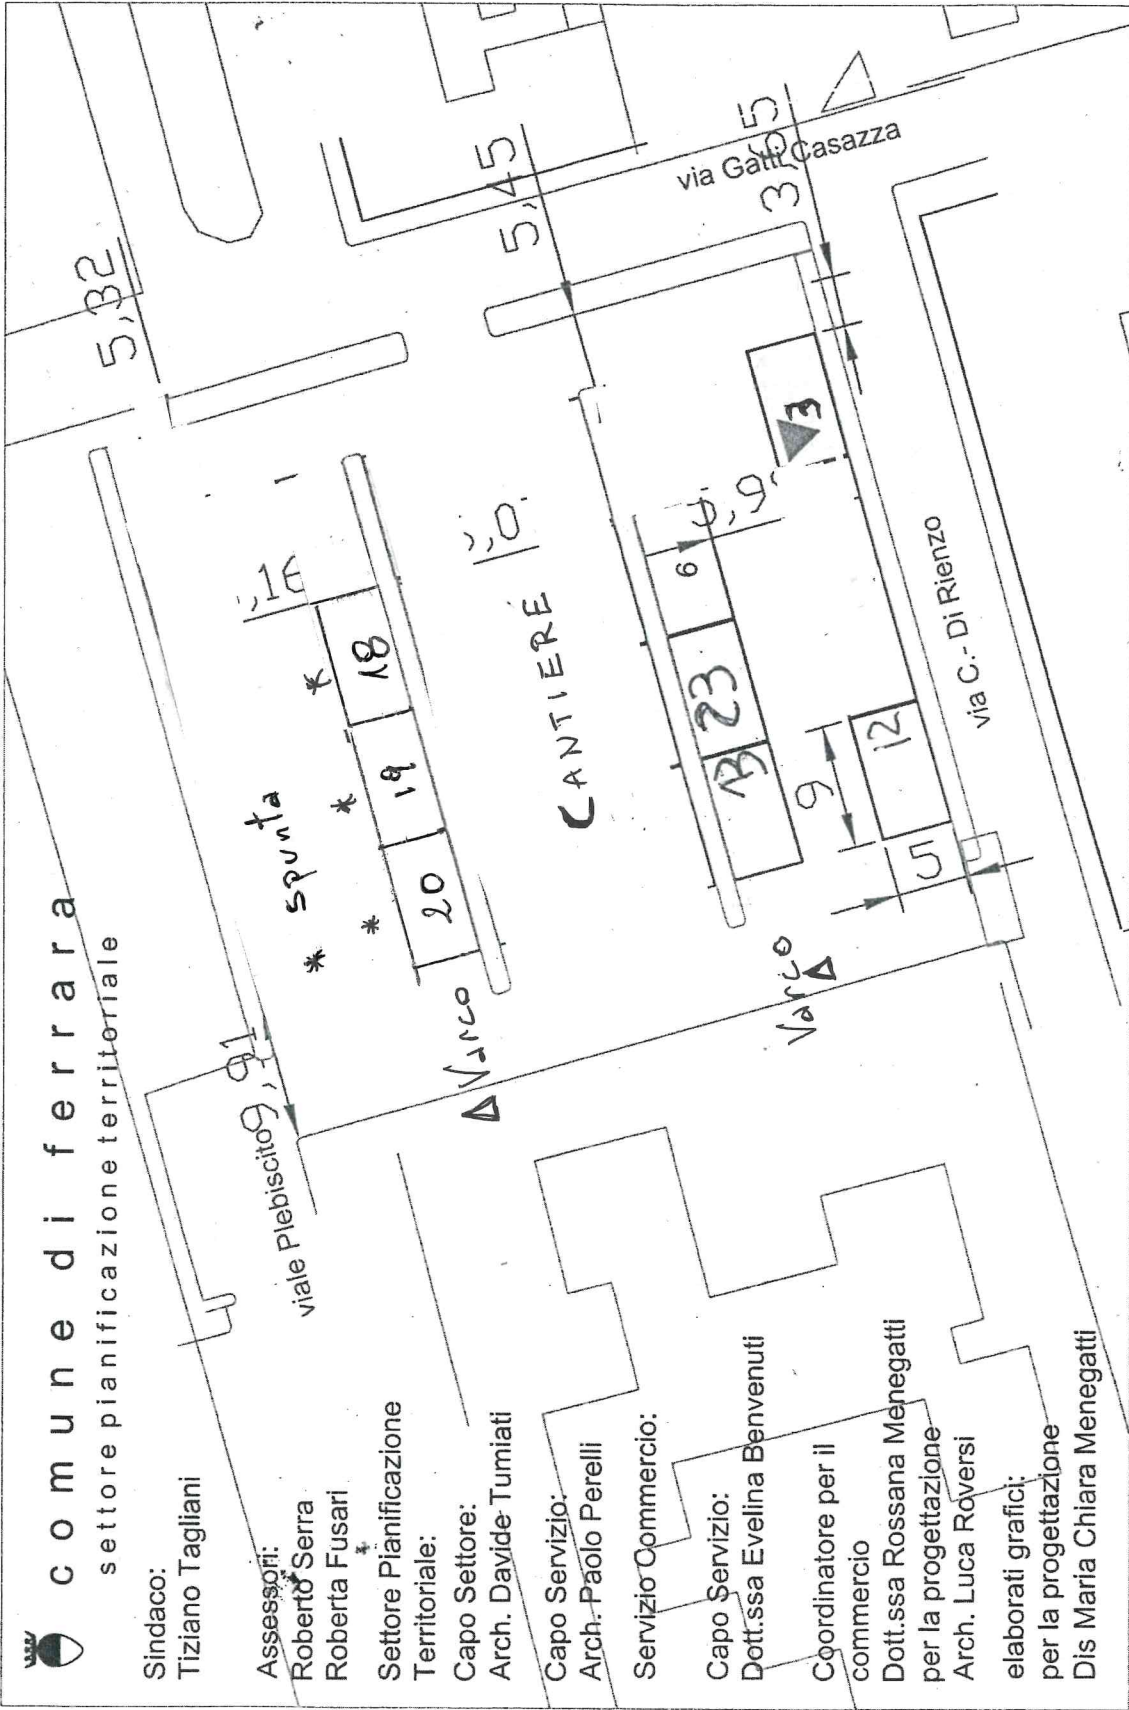 comune di ferrara
settore pianificazione territoriale
Sindaco:
Tiziano Tagliani
Assessori:
Roberto Serra
Roberta Fusari
Settore Pianificazione
Territoriale:
Capo Settore:
Arch. Davide Tumiati
Capo Servizio:
Arch. Paolo Perelli
Servizio Commercio:
Capo Servizio:
Dott.ssa Evelina Benvenuti
Coordinatore per il
commercio
Dott.ssa Rossana Menegatti
per la progettazione
Arch. Luca Roversi
elaborati grafici:
per la progettazione
Dis Maria Chiara Menegatti
viale Plebiscito
9,91
* spunta
5,32
,16
* * *
20 19 18
Varco
CANTIERE
5,45
via Gatti Casazza
3,65
13 23 6
3
Varco
9
5
12
via C.- Di Rienzo